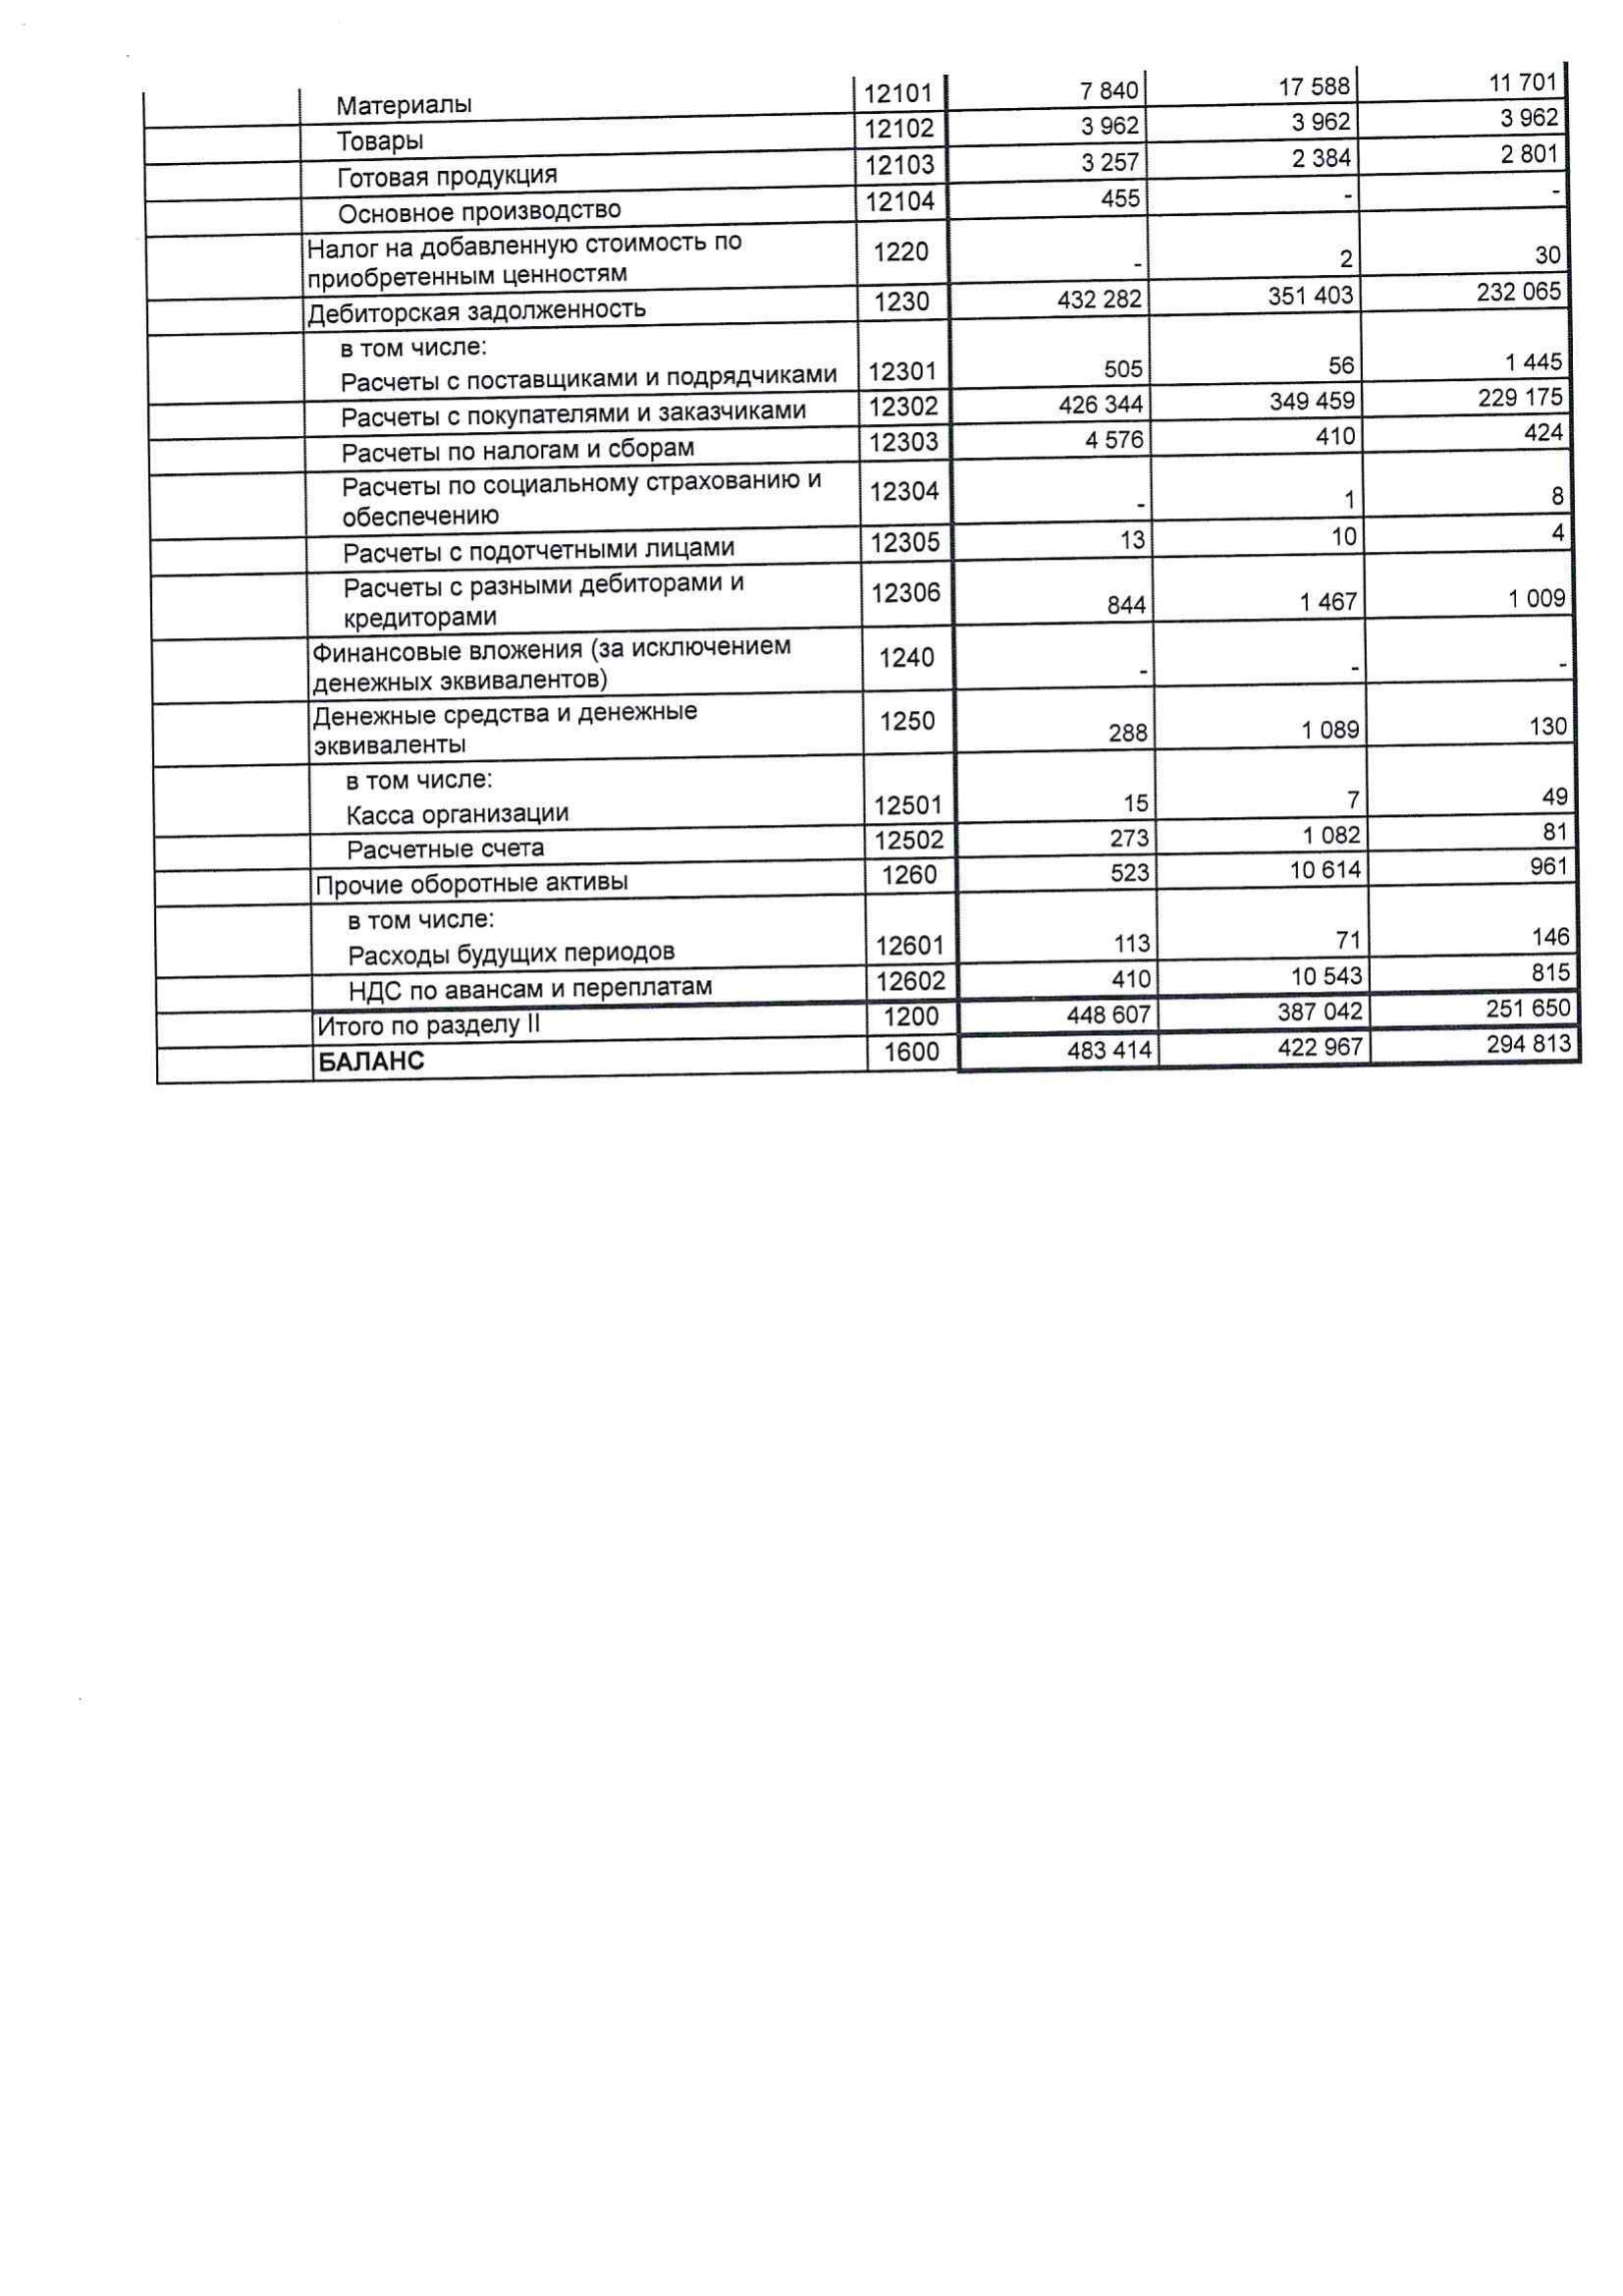 Материалы 12101 7 840 17 588 11 701
Товары 12102 3 962 3 962 3 962
Готовая продукция 12103 3 257 2 384 2 801
Основное производство 12104 455 - -
Налог на добавленную стоимость по
приобретенным ценностям 1220 - 2 30
Дебиторская задолженность 1230 432 282 351 403 232 065
в том числе:
Расчеты с поставщиками и подрядчиками 12301 505 56 1 445
Расчеты с покупателями и заказчиками 12302 426 344 349 459 229 175
Расчеты по налогам и сборам 12303 4 576 410 424
Расчеты по социальному страхованию и
обеспечению 12304 - 1 8
Расчеты с подотчетными лицами 12305 13 10 4
Расчеты с разными дебиторами и
кредиторами 12306 844 1 467 1 009
Финансовые вложения (за исключением
денежных эквивалентов) 1240 - - -
Денежные средства и денежные
эквиваленты 1250 288 1 089 130
в том числе:
Касса организации 12501 15 7 49
Расчетные счета 12502 273 1 082 81
Прочие оборотные активы 1260 523 10 614 961
в том числе:
Расходы будущих периодов 12601 113 71 146
НДС по авансам и переплатам 12602 410 10 543 815
Итого по разделу II 1200 448 607 387 042 251 650
БАЛАНС 1600 483 414 422 967 294 813